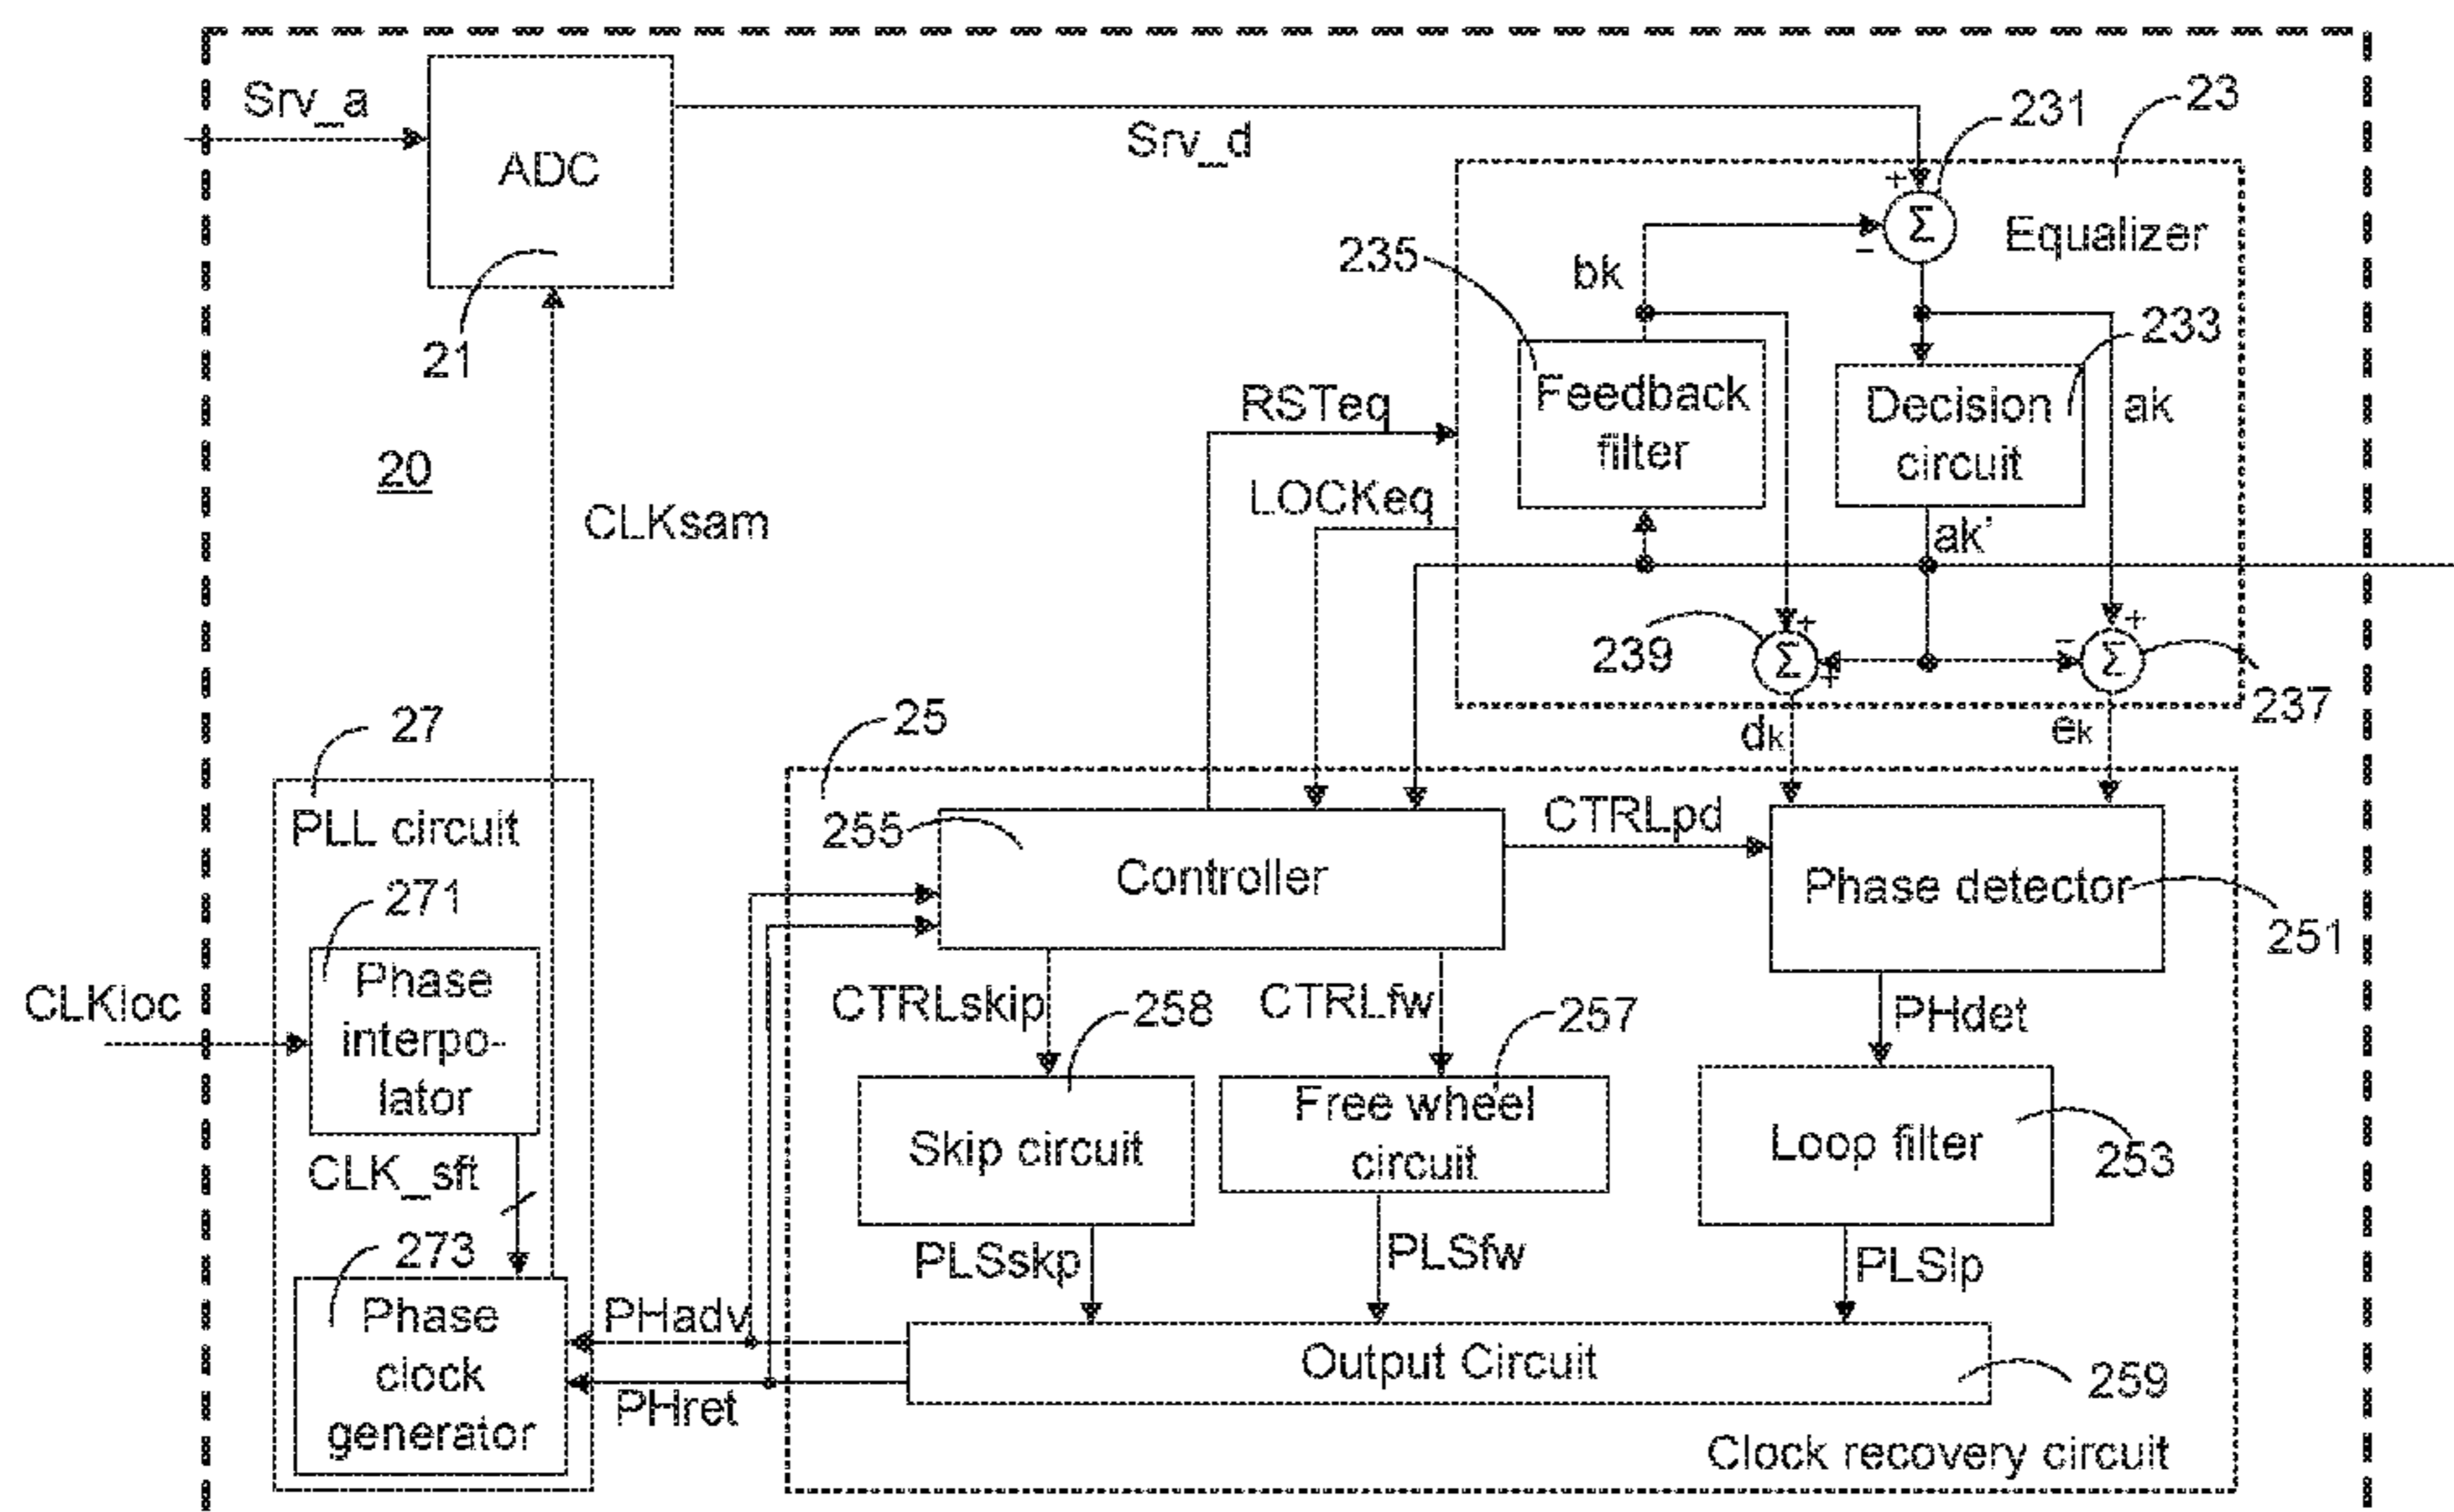 Srv_a
ADC
21
20
Srv_d
231
23
+
Σ
−
Equalizer
235
bk
233
Feedback
filter
Decision
circuit
ak
RSTeq
LOCKeq
CLKsam
ak'
239
+
Σ
+
−
+
Σ
237
dk
ek
27
PLL circuit
25
255
Controller
CTRLpd
Phase detector
251
271
Phase
interpo-
lator
CLKloc
CTRLskip
258
CTRLfw
257
PHdet
Skip circuit
Free wheel
circuit
Loop filter
253
CLK_sft
273
Phase
clock
generator
PLSskp
PLSfw
PLSlp
PHadv
PHret
Output Circuit
259
Clock recovery circuit